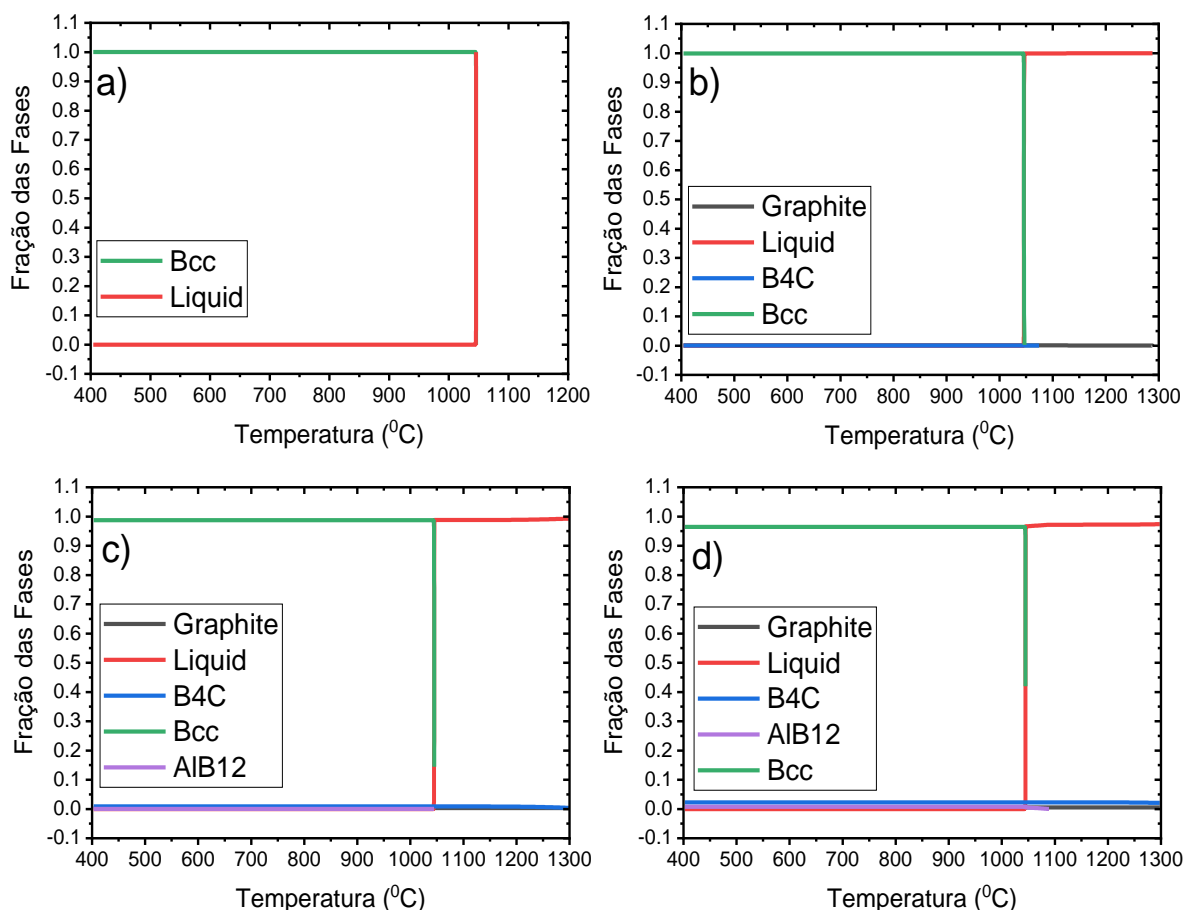 1.1
1.0
0.9
0.8
0.7
0.6
0.5
0.4
0.3
0.2
0.1
0.0
-0.1
Fração das Fases
a)
Bcc
Liquid
400 500 600 700 800 900 1000 1100 1200
Temperatura (⁰C)
1.1
1.0
0.9
0.8
0.7
0.6
0.5
0.4
0.3
0.2
0.1
0.0
-0.1
Fração das Fases
b)
Graphite
Liquid
B4C
Bcc
400 500 600 700 800 900 1000 1100 1200 1300
Temperatura (⁰C)
1.1
1.0
0.9
0.8
0.7
0.6
0.5
0.4
0.3
0.2
0.1
0.0
-0.1
Fração das Fases
c)
Graphite
Liquid
B4C
Bcc
AlB12
400 500 600 700 800 900 1000 1100 1200 1300
Temperatura (⁰C)
1.1
1.0
0.9
0.8
0.7
0.6
0.5
0.4
0.3
0.2
0.1
0.0
-0.1
Fração das Fases
d)
Graphite
Liquid
B4C
AlB12
Bcc
400 500 600 700 800 900 1000 1100 1200 1300
Temperatura (⁰C)